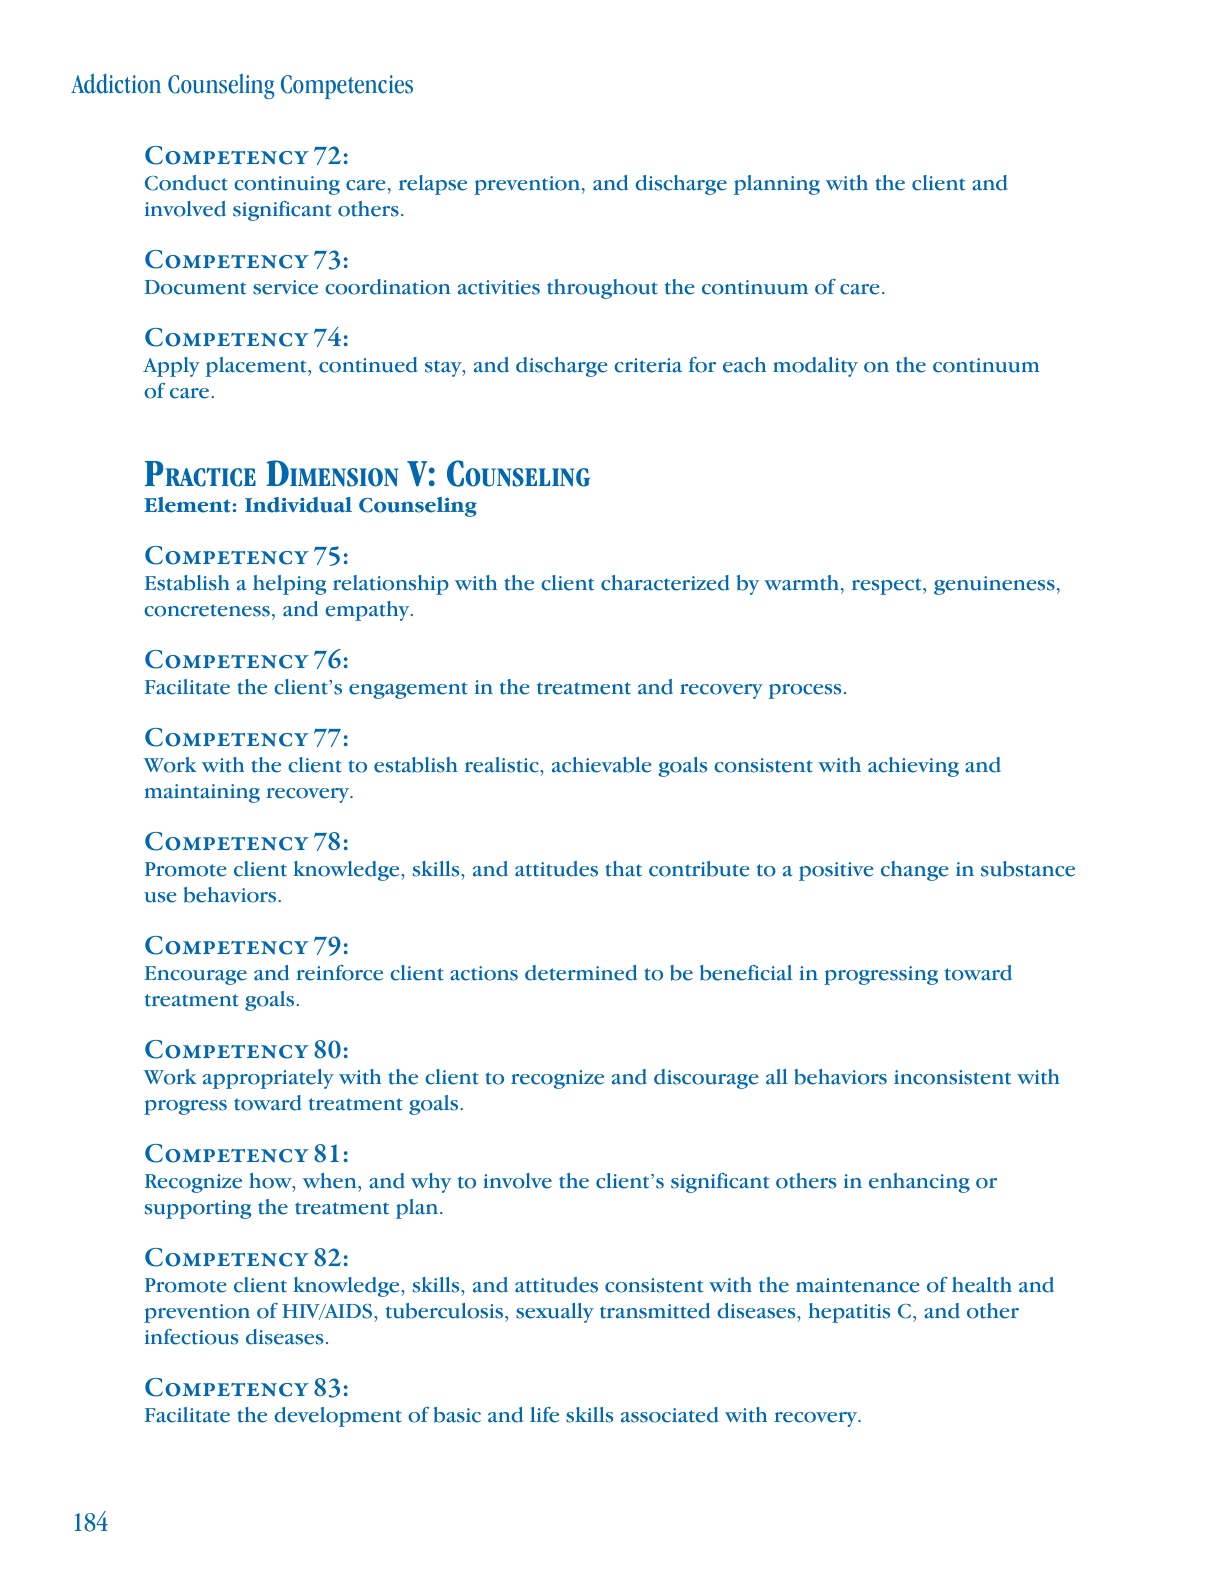 Addiction Counseling Competencies
Competency 72:
Conduct continuing care, relapse prevention, and discharge planning with the client and
involved significant others.
Competency 73:
Document service coordination activities throughout the continuum of care.
Competency 74:
Apply placement, continued stay, and discharge criteria for each modality on the continuum
of care.
Practice Dimension V: Counseling
Element: Individual Counseling
Competency 75:
Establish a helping relationship with the client characterized by warmth, respect, genuineness,
concreteness, and empathy.
Competency 76:
Facilitate the client’s engagement in the treatment and recovery process.
Competency 77:
Work with the client to establish realistic, achievable goals consistent with achieving and
maintaining recovery.
Competency 78:
Promote client knowledge, skills, and attitudes that contribute to a positive change in substance
use behaviors.
Competency 79:
Encourage and reinforce client actions determined to be beneficial in progressing toward
treatment goals.
Competency 80:
Work appropriately with the client to recognize and discourage all behaviors inconsistent with
progress toward treatment goals.
Competency 81:
Recognize how, when, and why to involve the client’s significant others in enhancing or
supporting the treatment plan.
Competency 82:
Promote client knowledge, skills, and attitudes consistent with the maintenance of health and
prevention of HIV/AIDS, tuberculosis, sexually transmitted diseases, hepatitis C, and other
infectious diseases.
Competency 83:
Facilitate the development of basic and life skills associated with recovery.
184